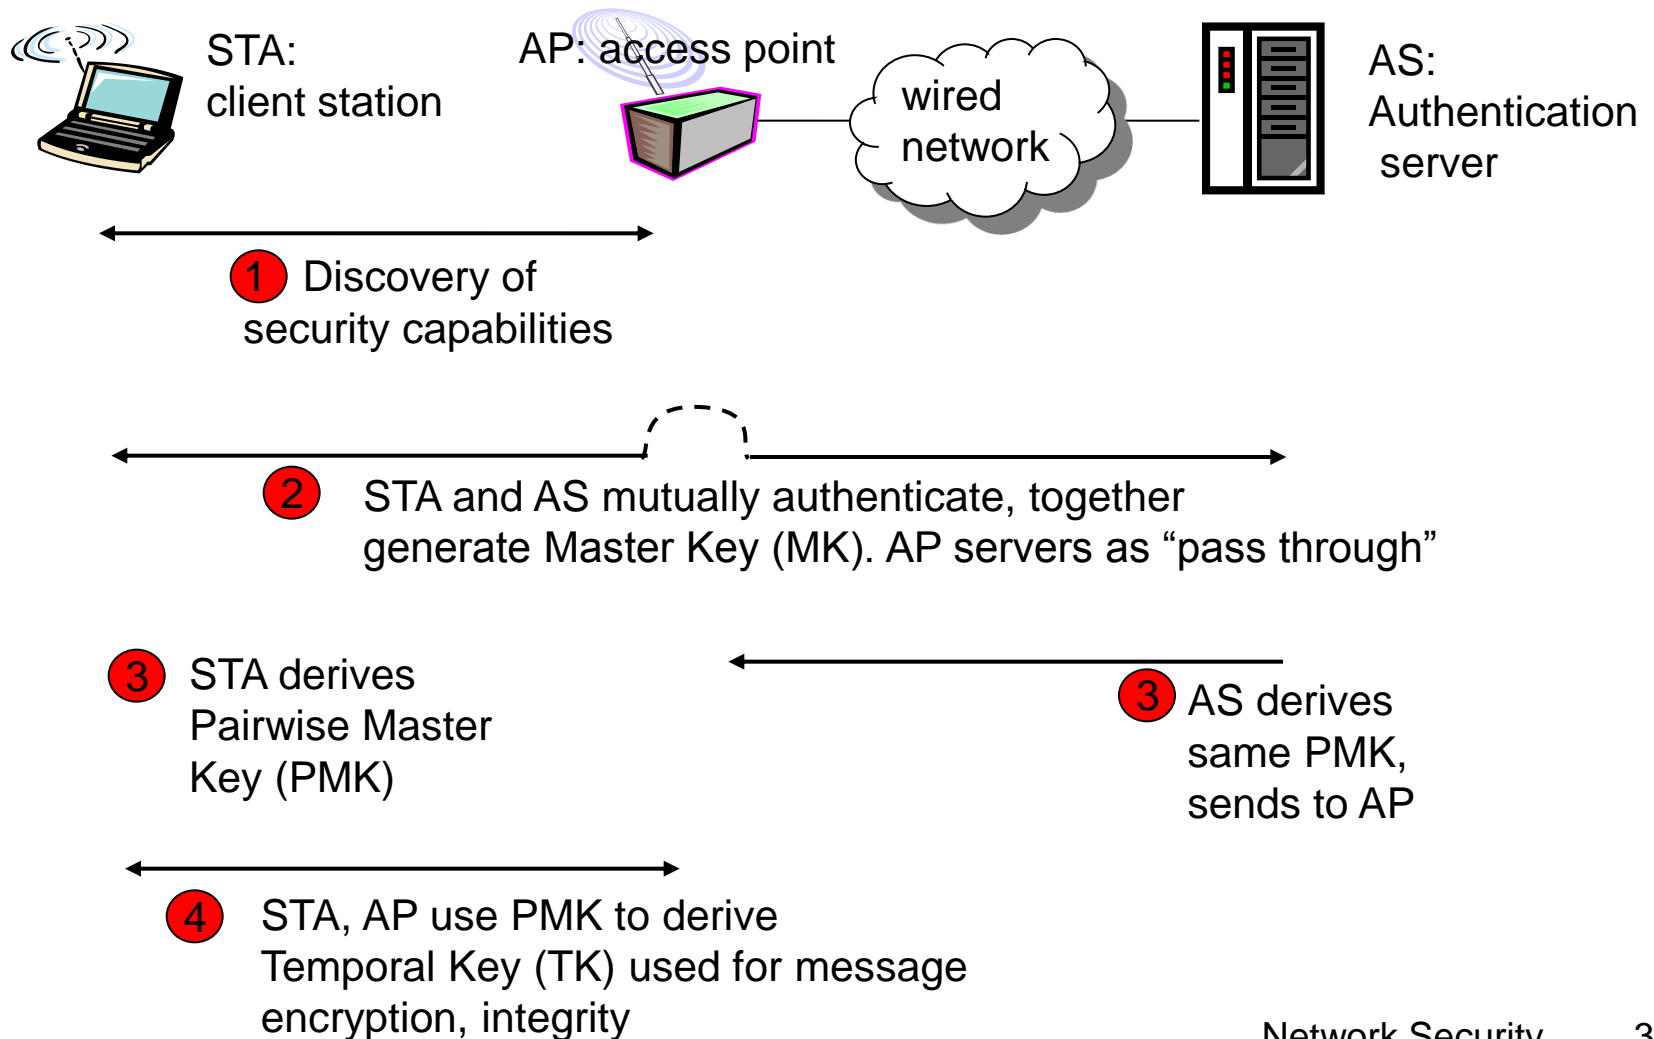 STA:
client station
AP: access point
wired
network
AS:
Authentication
server
1 Discovery of
security capabilities
2 STA and AS mutually authenticate, together
generate Master Key (MK). AP servers as “pass through”
3 STA derives
Pairwise Master
Key (PMK)
3 AS derives
same PMK,
sends to AP
4 STA, AP use PMK to derive
Temporal Key (TK) used for message
encryption, integrity
Network Security 3